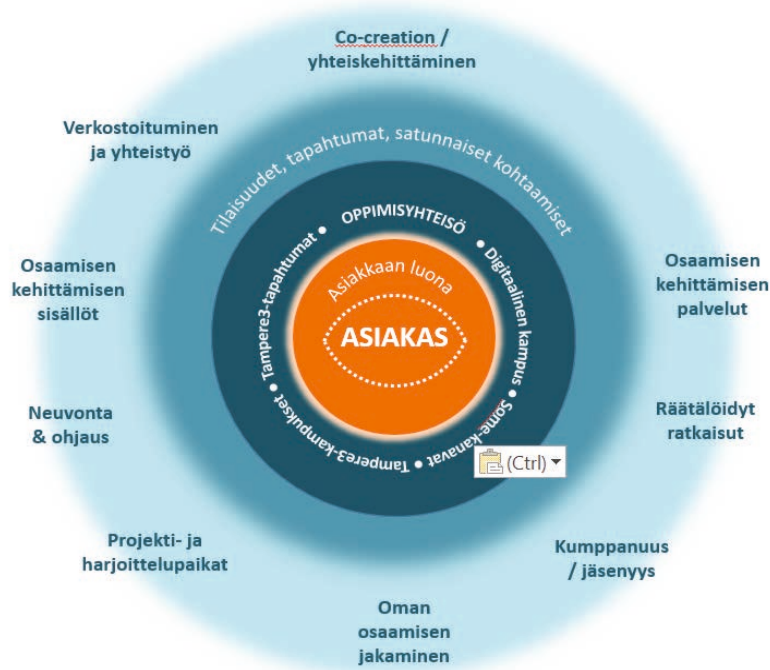 Co-creation /
yhteiskehittäminen
Verkostoituminen
ja yhteistyö
Tilaisuudet, tapahtumat, satunnaiset kohtaamiset
OPPIMISYHTEISÖ
• Digitaalinen kampus • Some-kanavat • Tampere3-kampukset • Tampere3-tapahtumat •
Asiakkaan luona
ASIAKAS
Osaamisen
kehittämisen
sisällöt
Osaamisen
kehittämisen
palvelut
Neuvonta
& ohjaus
Räätälöidyt
ratkaisut
(Ctrl)
Projekti- ja
harjoittelupaikat
Kumppanuus
/ jäsenyys
Oman
osaamisen
jakaminen